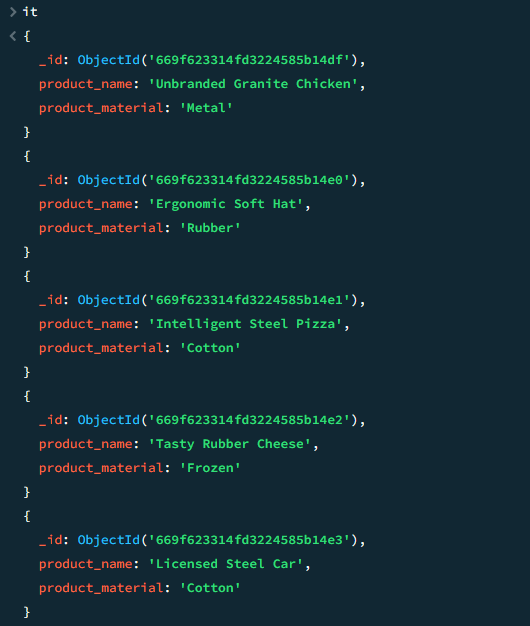 > it
< {
_id: ObjectId('669f623314fd3224585b14df'),
product_name: 'Unbranded Granite Chicken',
product_material: 'Metal'
}
{
_id: ObjectId('669f623314fd3224585b14e0'),
product_name: 'Ergonomic Soft Hat',
product_material: 'Rubber'
}
{
_id: ObjectId('669f623314fd3224585b14e1'),
product_name: 'Intelligent Steel Pizza',
product_material: 'Cotton'
}
{
_id: ObjectId('669f623314fd3224585b14e2'),
product_name: 'Tasty Rubber Cheese',
product_material: 'Frozen'
}
{
_id: ObjectId('669f623314fd3224585b14e3'),
product_name: 'Licensed Steel Car',
product_material: 'Cotton'
}